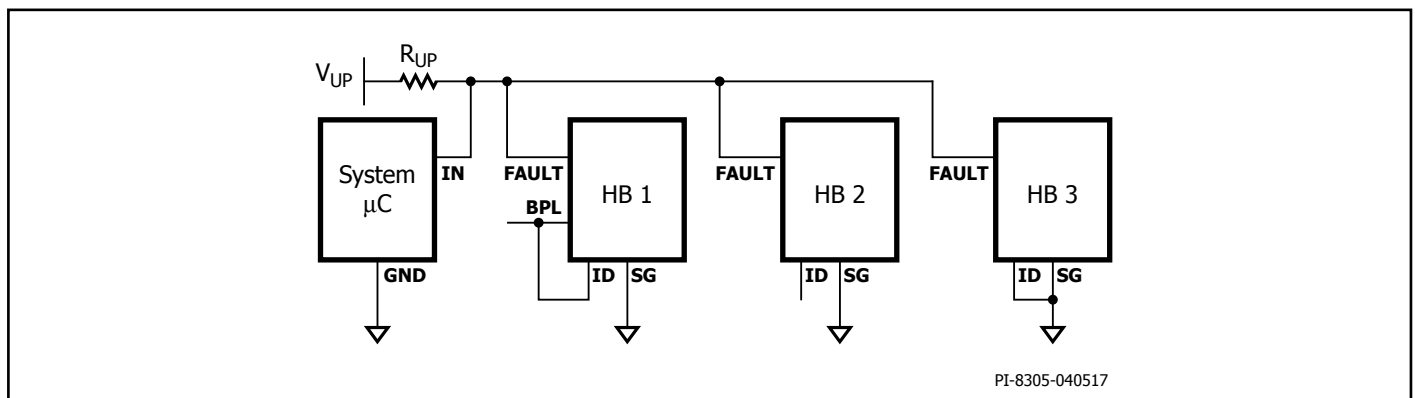 V_UP
R_UP
System
μC
IN
GND
FAULT
BPL
HB 1
ID
SG
FAULT
HB 2
ID
SG
FAULT
HB 3
ID
SG
PI-8305-040517